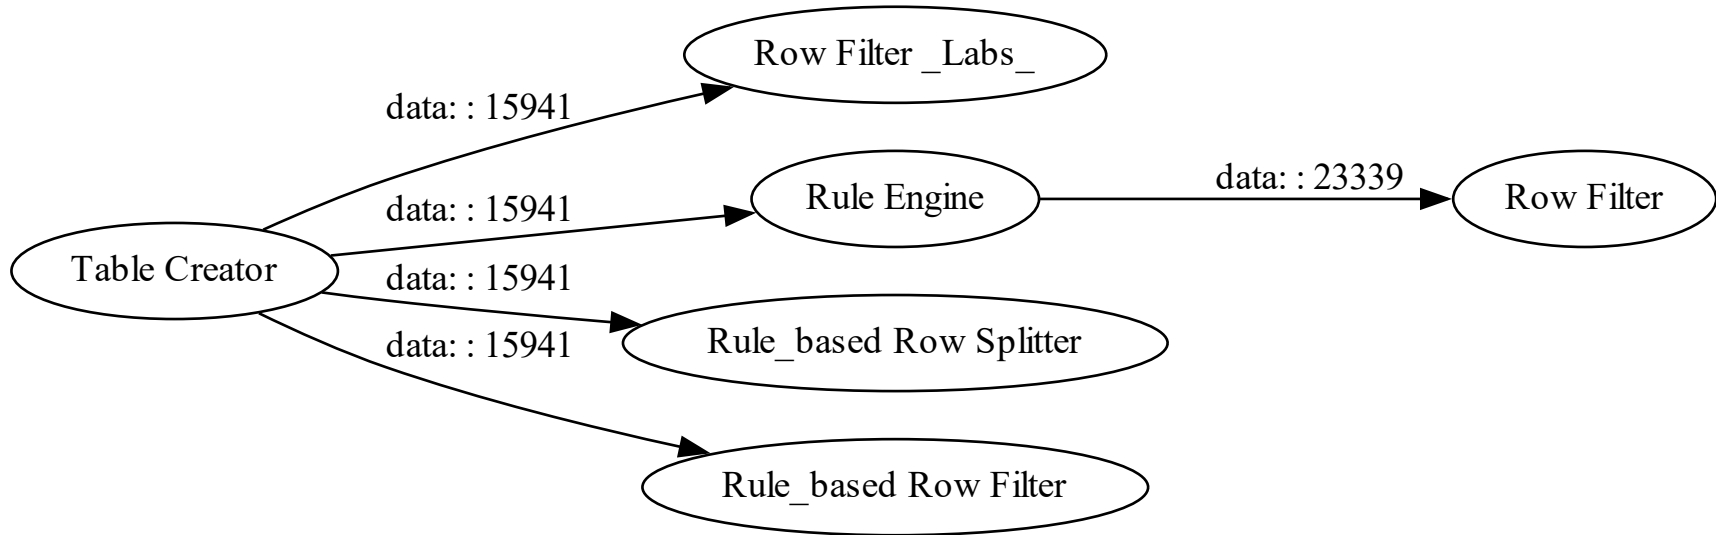 Row Filter _Labs_
data: : 15941
data: : 23339
data: : 15941
Rule Engine
Row Filter
Table Creator
data: : 15941
Rule_based Row Splitter
data: : 15941
Rule_based Row Filter